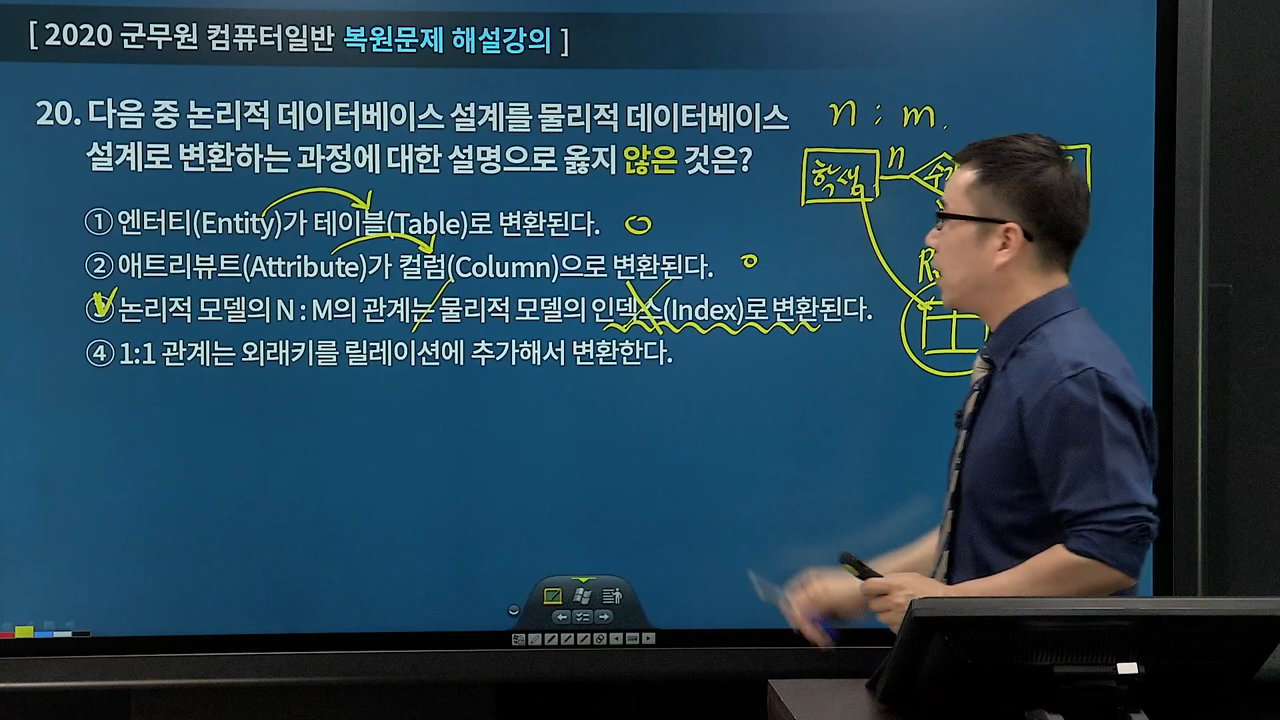 [ 2020 군무원 컴퓨터일반 복원문제 해설강의 ]
20. 다음 중 논리적 데이터베이스 설계를 물리적 데이터베이스
설계로 변환하는 과정에 대한 설명으로 옳지 않은 것은?
① 엔터티(Entity)가 테이블(Table)로 변환된다.
② 애트리뷰트(Attribute)가 컬럼(Column)으로 변환된다.
③ 논리적 모델의 N : M의 관계는 물리적 모델의 인덱스(Index)로 변환된다.
④ 1:1 관계는 외래키를 릴레이션에 추가해서 변환한다.
n : m.
학생 n